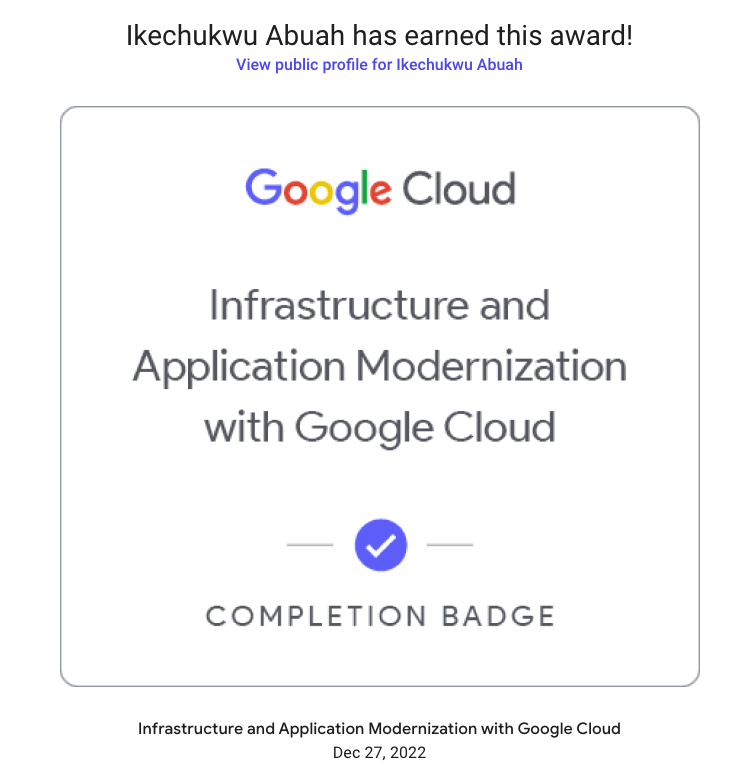 Ikechukwu Abuah has earned this award!
View public profile for Ikechukwu Abuah
Google Cloud
Infrastructure and
Application Modernization
with Google Cloud
COMPLETION BADGE
Infrastructure and Application Modernization with Google Cloud
Dec 27, 2022